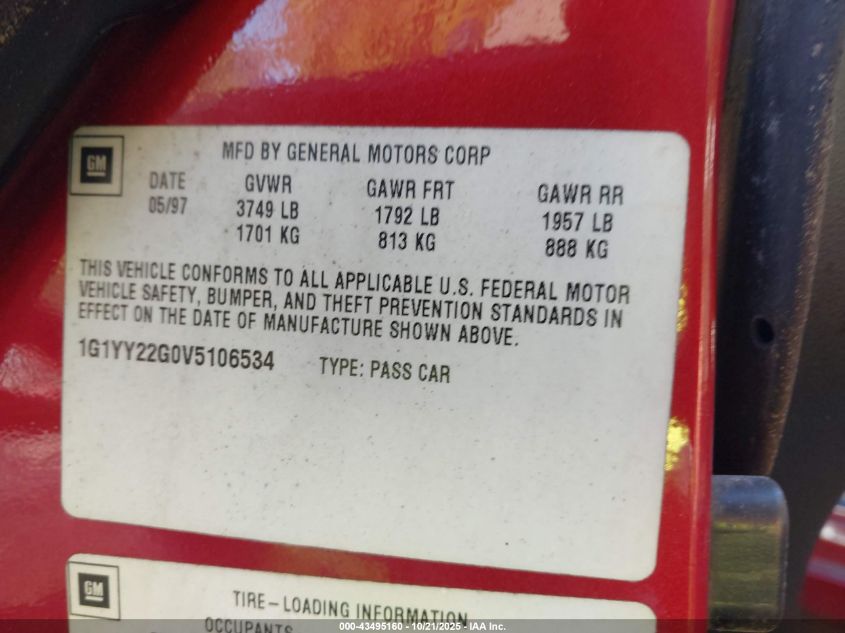 GM
MFD BY GENERAL MOTORS CORP
DATE GVWR GAWR FRT GAWR RR
05/97 3749 LB 1792 LB 1957 LB
1701 KG 813 KG 888 KG
THIS VEHICLE CONFORMS TO ALL APPLICABLE U.S. FEDERAL MOTOR
VEHICLE SAFETY, BUMPER, AND THEFT PREVENTION STANDARDS IN
EFFECT ON THE DATE OF MANUFACTURE SHOWN ABOVE.
1G1YY22G0V5106534 TYPE: PASS CAR
GM
TIRE-LOADING INFORMATION
OCCUPANTS
000-43495160 - 10/21/2025 - IAA Inc.